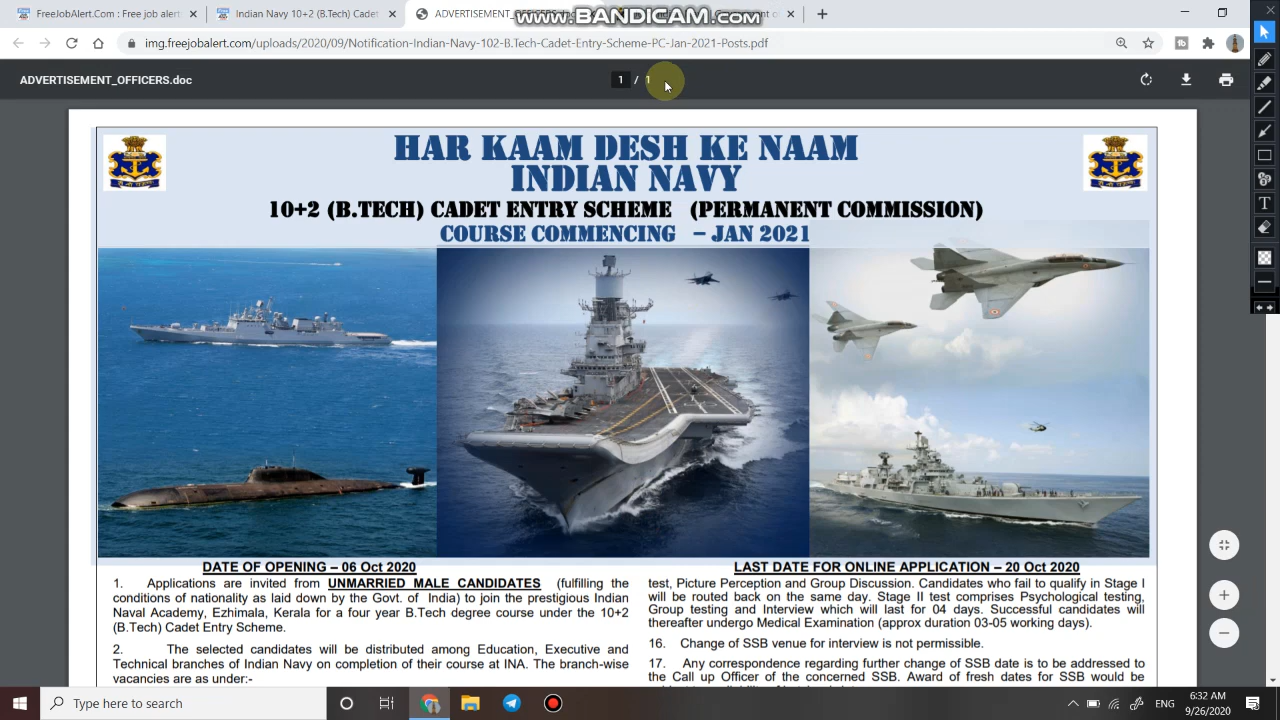 FreeJobAlert.Com : Free job alert
Indian Navy 10+2 (B.Tech) Cadet
ADVERTISEMENT_OFFICERS
www.BANDICAM.com
img.freejobalert.com/uploads/2020/09/Notification-Indian-Navy-102-B.Tech-Cadet-Entry-Scheme-PC-Jan-2021-Posts.pdf
ADVERTISEMENT_OFFICERS.doc
1 / 1
HAR KAAM DESH KE NAAM
INDIAN NAVY
10+2 (B.TECH) CADET ENTRY SCHEME (PERMANENT COMMISSION)
COURSE COMMENCING – JAN 2021
DATE OF OPENING – 06 Oct 2020
1. Applications are invited from UNMARRIED MALE CANDIDATES (fulfilling the
conditions of nationality as laid down by the Govt. of India) to join the prestigious Indian
Naval Academy, Ezhimala, Kerala for a four year B.Tech degree course under the 10+2
(B.Tech) Cadet Entry Scheme.
2. The selected candidates will be distributed among Education, Executive and
Technical branches of Indian Navy on completion of their course at INA. The branch-wise
vacancies are as under:-
LAST DATE FOR ONLINE APPLICATION – 20 Oct 2020
test, Picture Perception and Group Discussion. Candidates who fail to qualify in Stage I
will be routed back on the same day. Stage II test comprises Psychological testing,
Group testing and Interview which will last for 04 days. Successful candidates will
thereafter undergo Medical Examination (approx duration 03-05 working days).
16. Change of SSB venue for interview is not permissible.
17. Any correspondence regarding further change of SSB date is to be addressed to
the Call up Officer of the concerned SSB. Award of fresh dates for SSB would be
Type here to search
ENG
6:32 AM
9/26/2020